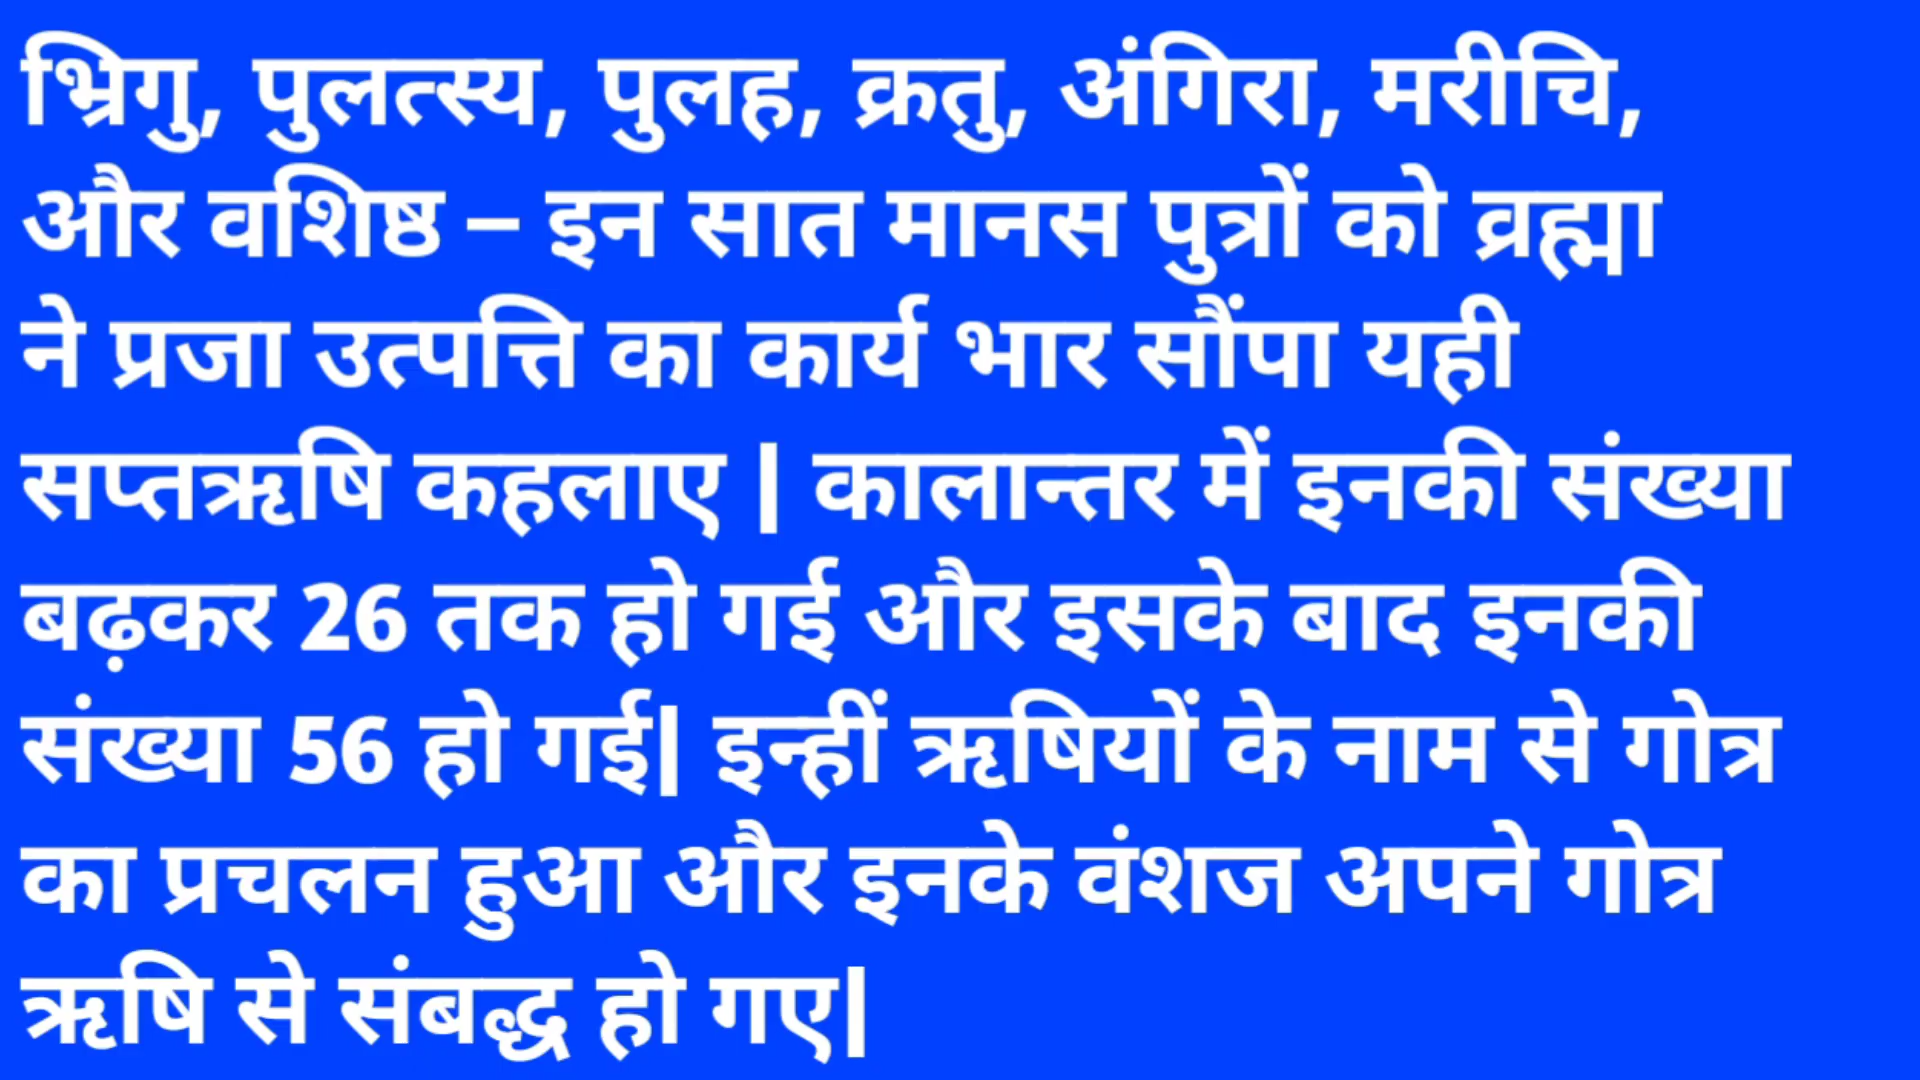 भ्रिगु, पुलत्स्य, पुलह, क्रतु, अंगिरा, मरीचि,
और वशिष्ठ – इन सात मानस पुत्रों को व्रह्मा
ने प्रजा उत्पत्ति का कार्य भार सौंपा यही
सप्तऋषि कहलाए | कालान्तर में इनकी संख्या
बढ़कर 26 तक हो गई और इसके बाद इनकी
संख्या 56 हो गई| इन्हीं ऋषियों के नाम से गोत्र
का प्रचलन हुआ और इनके वंशज अपने गोत्र
ऋषि से संबद्ध हो गए|